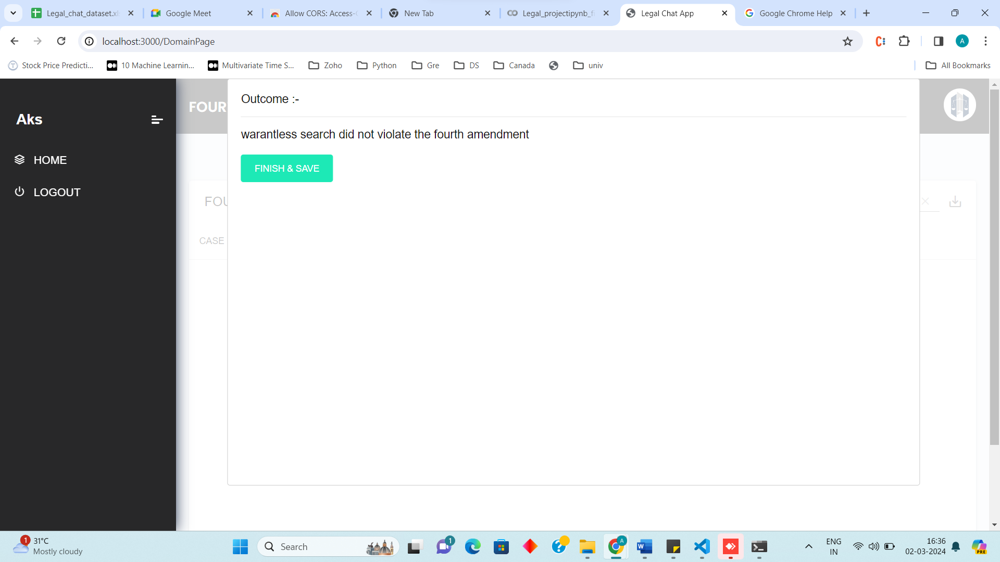 Legal_chat_dataset.xl
Google Meet
Allow CORS: Access-C
New Tab
Legal_projectipynb_fi
Legal Chat App
Google Chrome Help
localhost:3000/DomainPage
A
Stock Price Predicti...
10 Machine Learnin...
Multivariate Time S...
Zoho
Python
Gre
DS
Canada
univ
All Bookmarks
Aks
HOME
LOGOUT
FOUR
Outcome :-
warantless search did not violate the fourth amendment
FINISH & SAVE
FOU
CASE
1
31°C
Mostly cloudy
Search
1
A
ENG
IN
16:36
02-03-2024
PRE